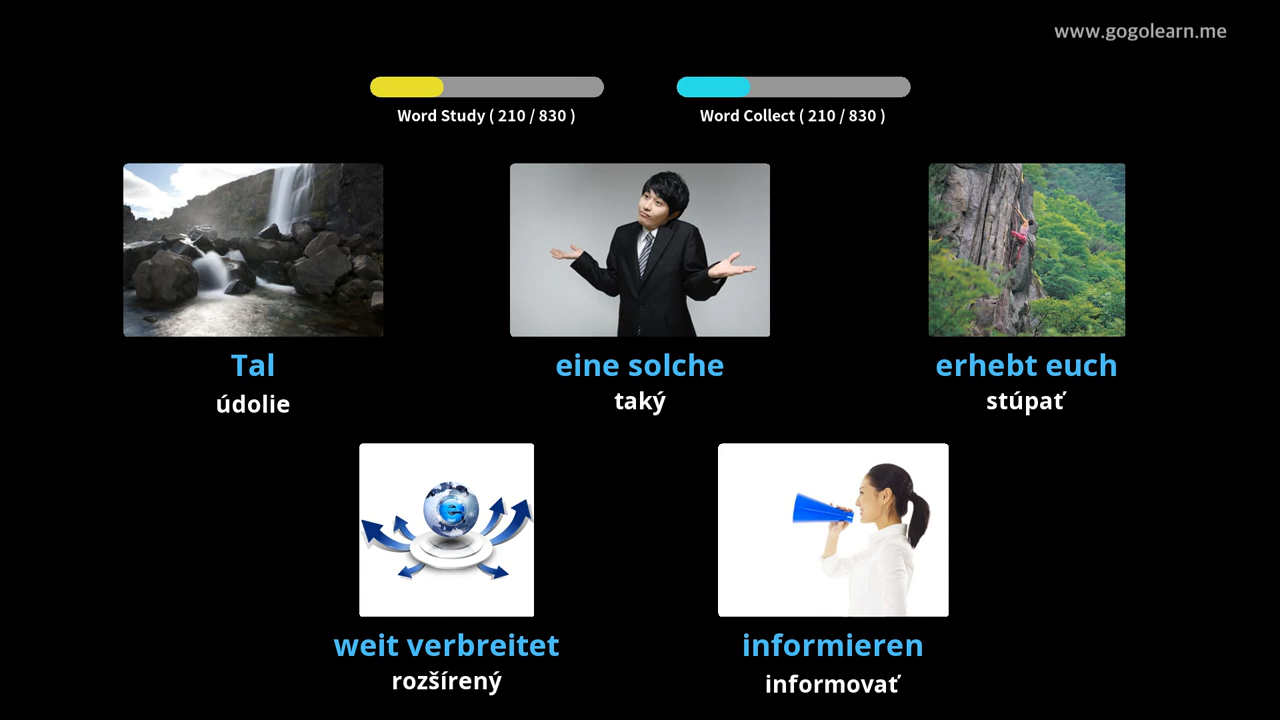 www.gogolearn.me
Word Study ( 210 / 830 )
Word Collect ( 210 / 830 )
Tal
údolie
eine solche
taký
erhebt euch
stúpať
e
weit verbreitet
rozšírený
informieren
informovať